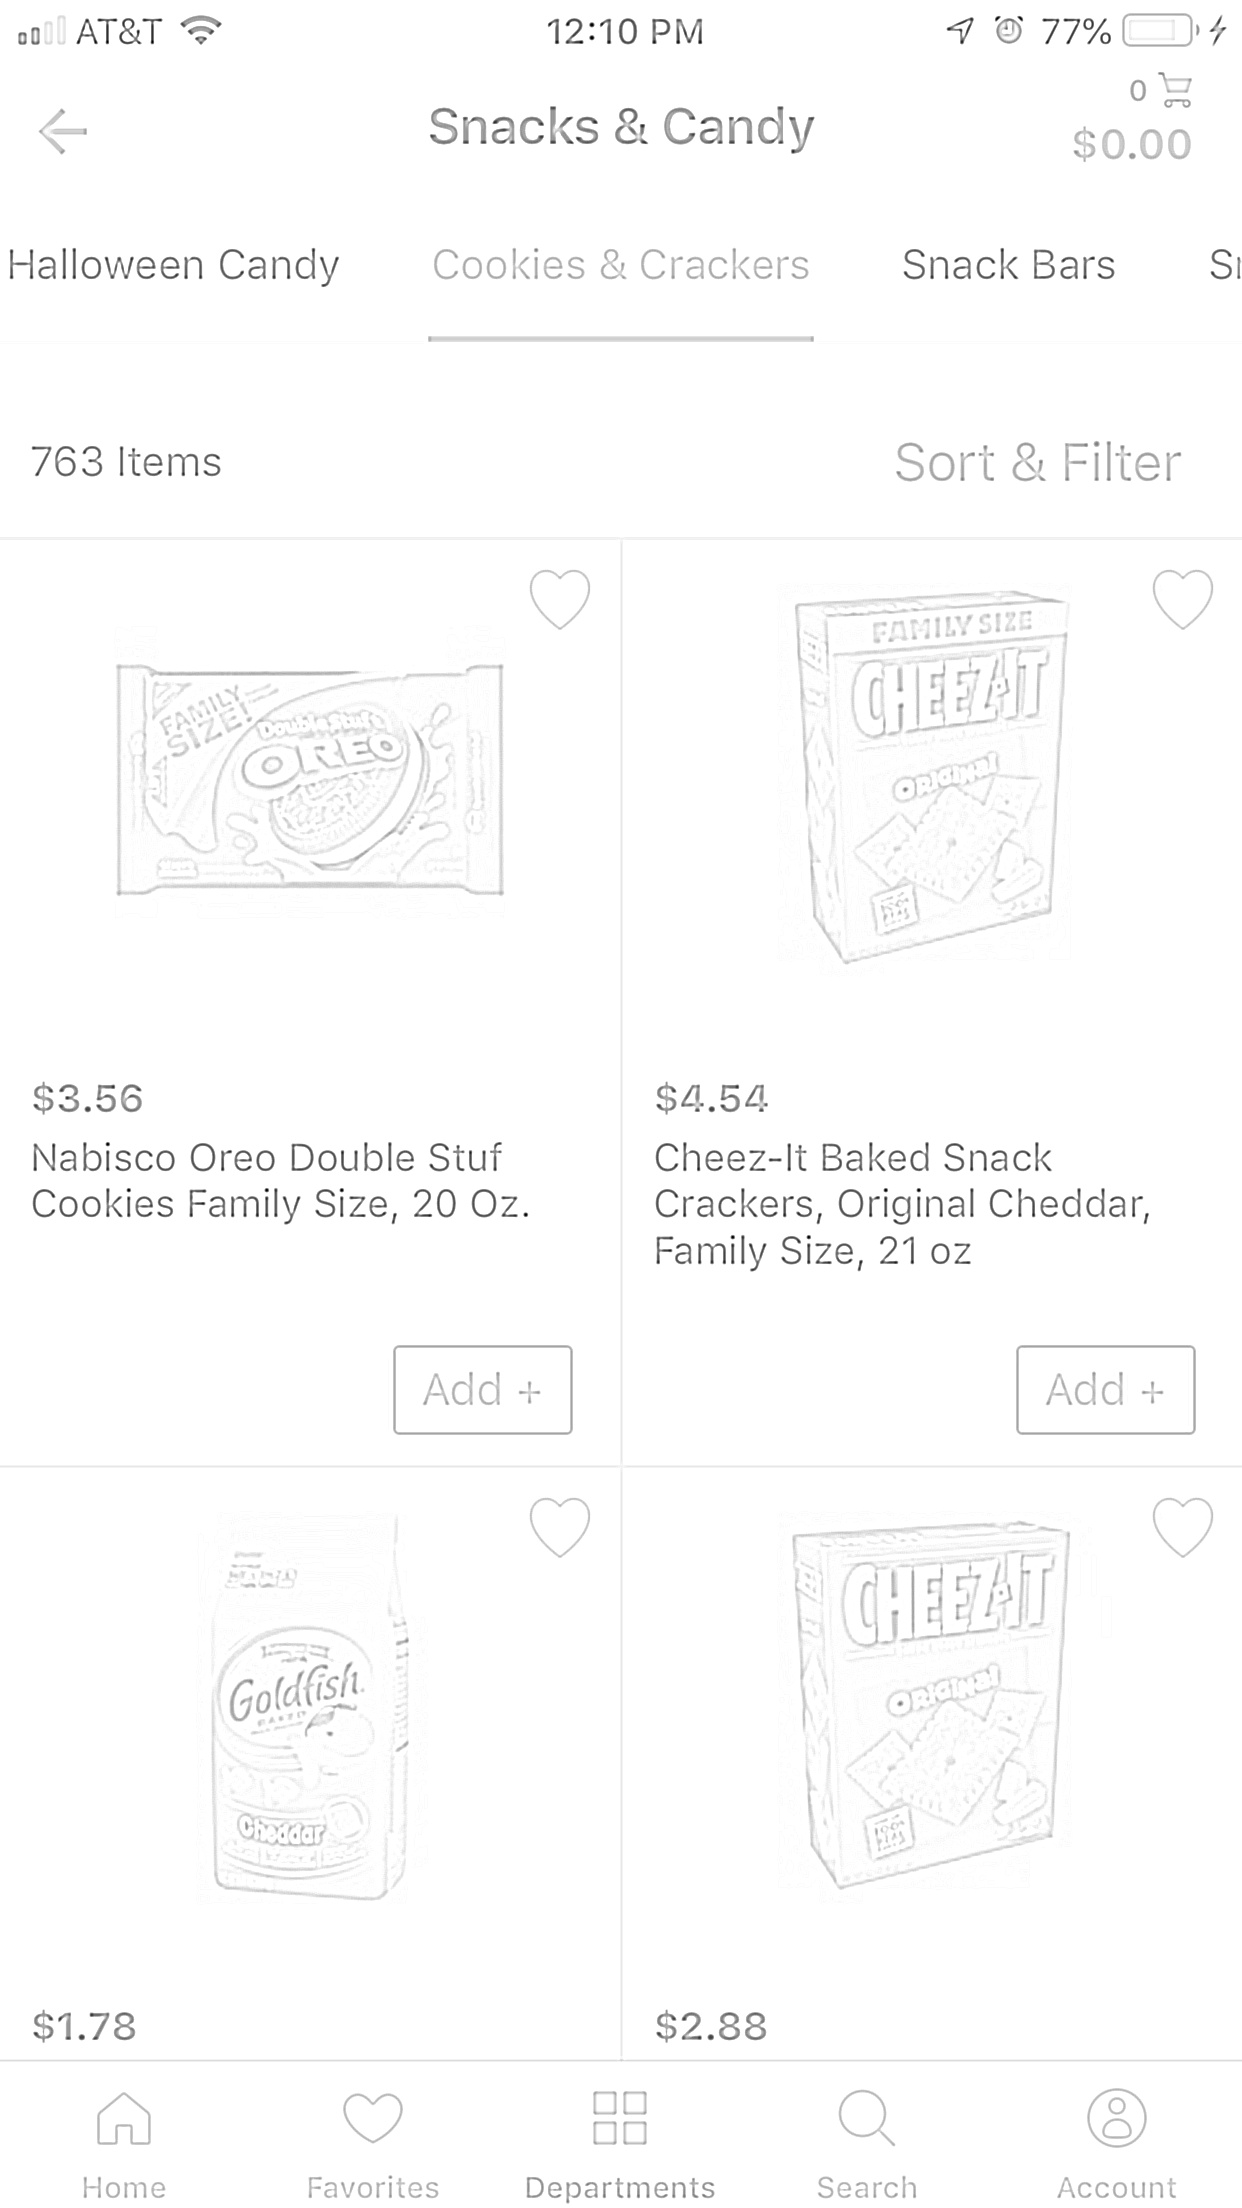 AT&T 12:10 PM 77%
0
Snacks & Candy
$0.00
Halloween Candy Cookies & Crackers Snack Bars
763 Items Sort & Filter
FAMILY SIZE!
Double Stuf
OREO
FAMILY SIZE
CHEEZ-IT
ORIGINAL
$3.56
Nabisco Oreo Double Stuf
Cookies Family Size, 20 Oz.
Add +
$4.54
Cheez-It Baked Snack
Crackers, Original Cheddar,
Family Size, 21 oz
Add +
Goldfish
BAKED
Cheddar
CHEEZ-IT
ORIGINAL
100%
$1.78
$2.88
Home Favorites Departments Search Account